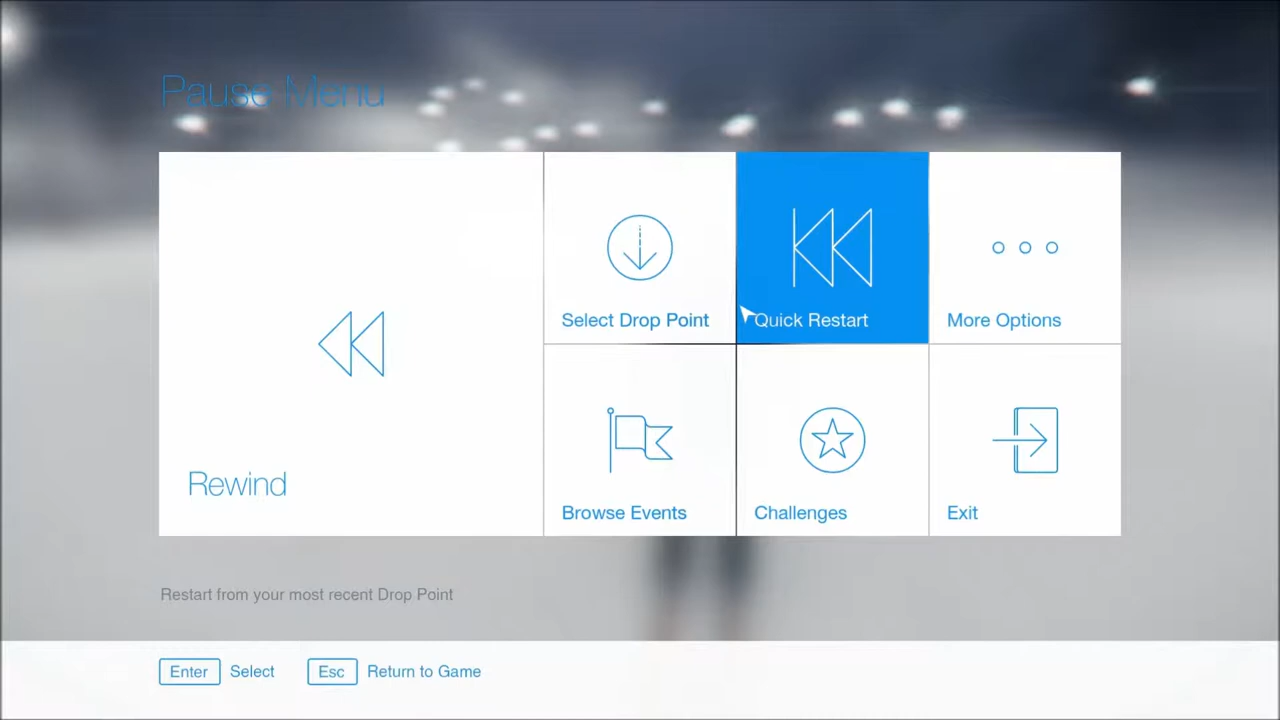 Pause Menu
Select Drop Point
Quick Restart
More Options
Rewind
Browse Events
Challenges
Exit
Restart from your most recent Drop Point
Enter Select Esc Return to Game